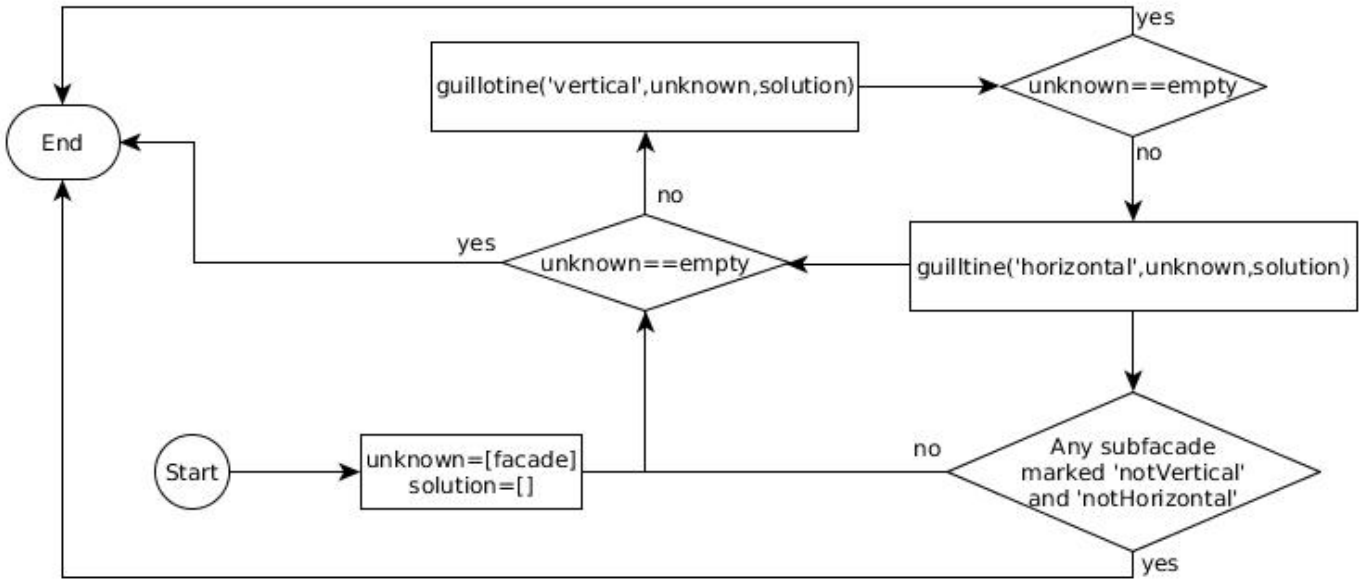 yes
guillotine('vertical',unknown,solution)
unknown==empty
End
no
no
yes
unknown==empty
guilltine('horizontal',unknown,solution)
no
Any subfacade
marked 'notVertical'
and 'notHorizontal'
Start
unknown=[facade]
solution=[]
yes